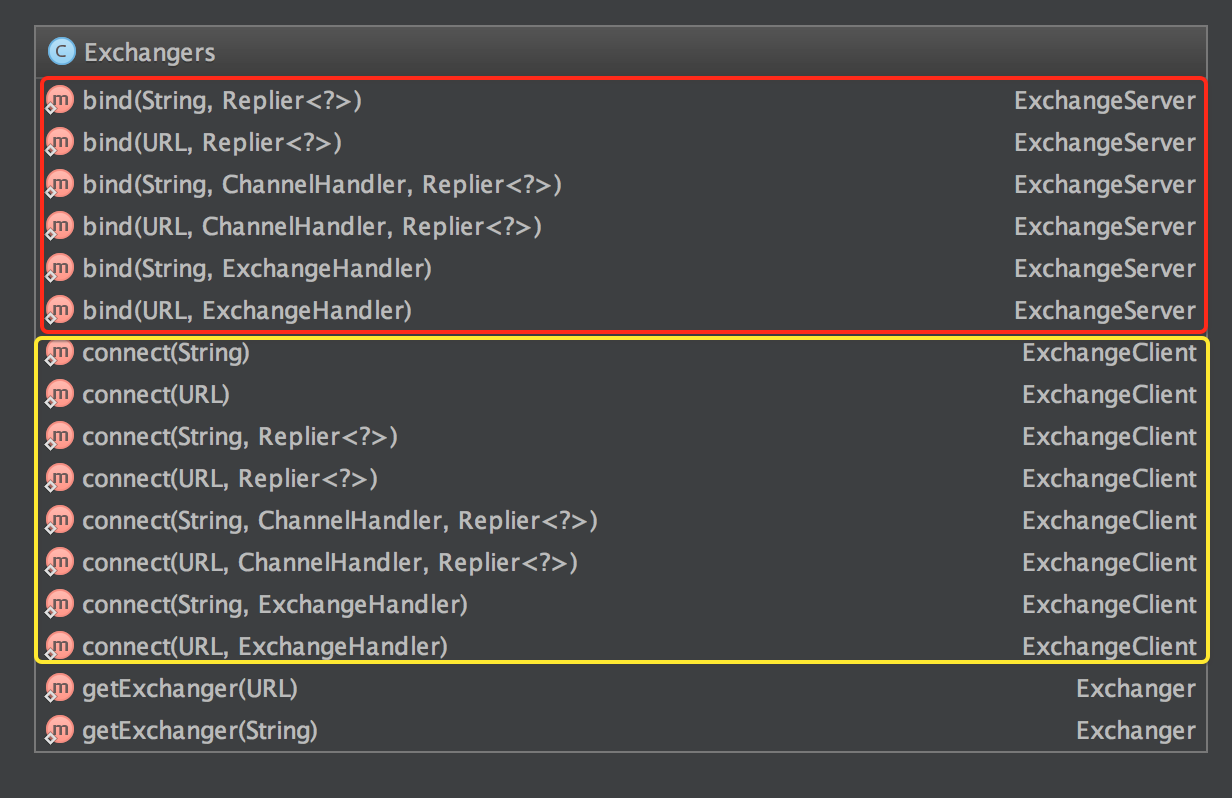 C Exchangers
m bind(String, Replier<?>) ExchangeServer
m bind(URL, Replier<?>) ExchangeServer
m bind(String, ChannelHandler, Replier<?>) ExchangeServer
m bind(URL, ChannelHandler, Replier<?>) ExchangeServer
m bind(String, ExchangeHandler) ExchangeServer
m bind(URL, ExchangeHandler) ExchangeServer
m connect(String) ExchangeClient
m connect(URL) ExchangeClient
m connect(String, Replier<?>) ExchangeClient
m connect(URL, Replier<?>) ExchangeClient
m connect(String, ChannelHandler, Replier<?>) ExchangeClient
m connect(URL, ChannelHandler, Replier<?>) ExchangeClient
m connect(String, ExchangeHandler) ExchangeClient
m connect(URL, ExchangeHandler) ExchangeClient
m getExchanger(URL) Exchanger
m getExchanger(String) Exchanger